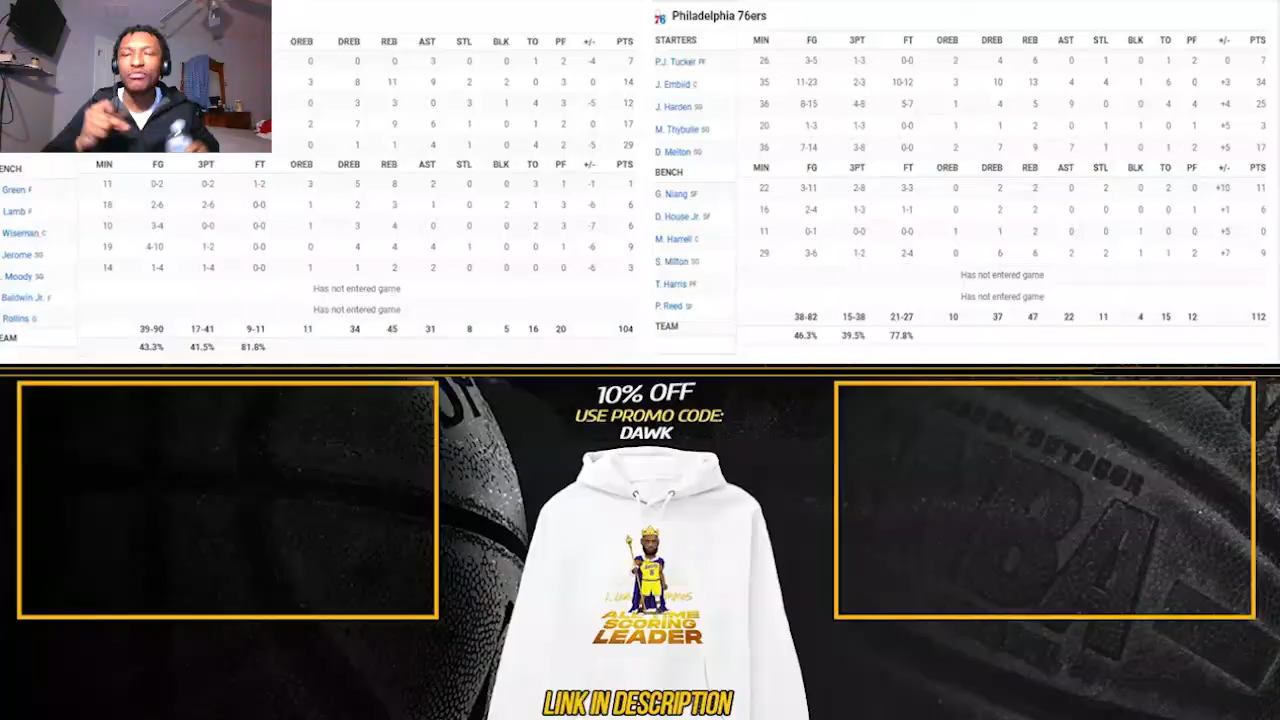 OREB DREB REB AST STL BLK TO PF +/- PTS
0 0 0 3 0 0 1 2 -4 7
3 8 11 9 2 2 0 3 0 14
0 3 3 0 3 1 4 3 -5 12
2 7 9 6 1 0 1 2 0 17
0 1 1 4 1 0 4 2 -5 29
ENCH MIN FG 3PT FT OREB DREB REB AST STL BLK TO PF +/- PTS
Green F 11 0-2 0-2 1-2 3 5 8 2 0 0 3 1 -1 1
Lamb F 18 2-6 2-6 0-0 1 2 3 1 0 2 1 3 -6 6
Wiseman C 10 3-4 0-0 0-0 1 3 4 0 0 0 2 3 -7 6
Jerome SG 19 4-10 1-2 0-0 0 4 4 4 1 0 0 1 -6 9
Moody SG 14 1-4 1-4 0-0 1 1 2 2 0 0 0 0 -6 3
Baldwin Jr. F Has not entered game
Rollins G Has not entered game
EAM 39-90 17-41 9-11 11 34 45 31 8 5 16 20 104
43.3% 41.5% 81.8%
76 Philadelphia 76ers
STARTERS MIN FG 3PT FT OREB DREB REB AST STL BLK TO PF +/- PTS
P.J. Tucker PF 26 3-5 1-3 0-0 2 4 6 0 1 0 1 2 0 7
J. Embiid C 35 11-23 2-3 10-12 3 10 13 4 4 1 6 0 +3 34
J. Harden SG 36 8-15 4-8 5-7 1 4 5 9 0 0 4 4 +4 25
M. Thybulle SG 20 1-3 1-3 0-0 1 1 2 0 1 1 0 2 +5 3
D. Melton SG 36 7-14 3-8 0-0 2 7 9 7 1 0 1 2 +5 17
BENCH MIN FG 3PT FT OREB DREB REB AST STL BLK TO PF +/- PTS
G. Niang SF 22 3-11 2-8 3-3 0 2 2 0 2 0 2 0 +10 11
D. House Jr. SF 16 2-4 1-3 1-1 0 2 2 0 0 0 0 1 +1 6
M. Harrell C 11 0-1 0-0 0-0 1 1 2 0 0 1 0 0 +5 0
S. Milton SG 29 3-6 1-2 2-4 0 6 6 2 2 1 1 2 +7 9
T. Harris PF Has not entered game
P. Reed SF Has not entered game
TEAM 38-82 15-38 21-27 10 37 47 22 11 4 15 12 112
46.3% 39.5% 77.8%
10% OFF
USE PROMO CODE:
DAWK
ALL TIME
SCORING
LEADER
LINK IN DESCRIPTION